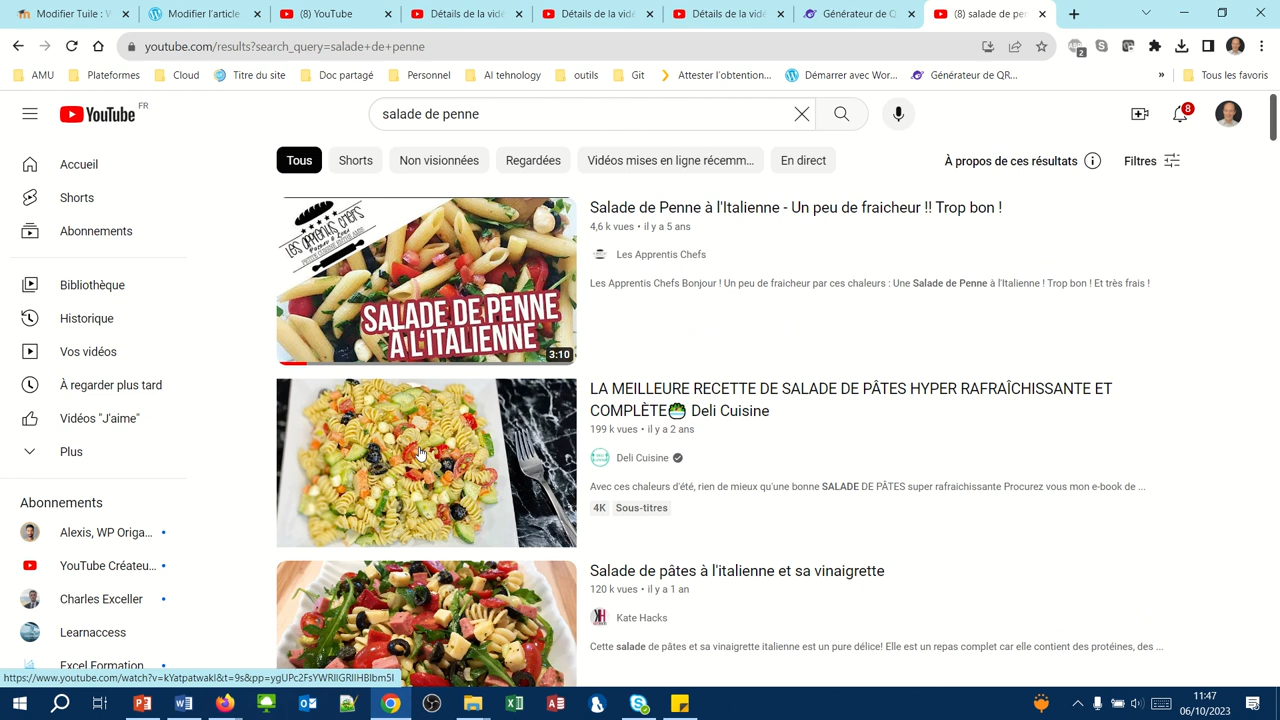 Modifier Tuile ‹ W
Modifier l'article
(8) YouTube
Détails de la vidé
Détails de la vidé
Détails de la vidé
Générateur de Q
(8) salade de pen
youtube.com/results?search_query=salade+de+penne
2
AMU
Plateformes
Cloud
Titre du site
Doc partagé
Personnel
AI tehnology
outils
Git
Attester l'obtention...
Démarrer avec Wor...
Générateur de QR...
»
Tous les favoris
YouTube
FR
salade de penne
8
Tous
Shorts
Non visionnées
Regardées
Vidéos mises en ligne récemm...
En direct
À propos de ces résultats
Filtres
Accueil
Shorts
Abonnements
Bibliothèque
Historique
Vos vidéos
À regarder plus tard
Vidéos "J'aime"
Plus
Abonnements
Alexis, WP Origa...
YouTube Créateu...
Charles Exceller
Learnaccess
Excel Formation
LES APPRENTIS CHEFS
SALADE DE PENNE
À L'ITALIENNE
3:10
Salade de Penne à l'Italienne - Un peu de fraicheur !! Trop bon !
4,6 k vues • il y a 5 ans
Les Apprentis Chefs
Les Apprentis Chefs Bonjour ! Un peu de fraicheur par ces chaleurs : Une Salade de Penne à l'Italienne ! Trop bon ! Et très frais !
LA MEILLEURE RECETTE DE SALADE DE PÂTES HYPER RAFRAÎCHISSANTE ET
COMPLÈTE🥗 Deli Cuisine
199 k vues • il y a 2 ans
Deli Cuisine
Avec ces chaleurs d'été, rien de mieux qu'une bonne SALADE DE PÂTES super rafraichissante Procurez vous mon e-book de ...
4K
Sous-titres
Salade de pâtes à l'italienne et sa vinaigrette
120 k vues • il y a 1 an
Kate Hacks
Cette salade de pâtes et sa vinaigrette italienne est un pure délice! Elle est un repas complet car elle contient des protéines, des ...
https://www.youtube.com/watch?v=kYatpatwakI&t=9s&pp=ygUPc2FsYWRlIGRlIHBlbm5l
11:47
06/10/2023